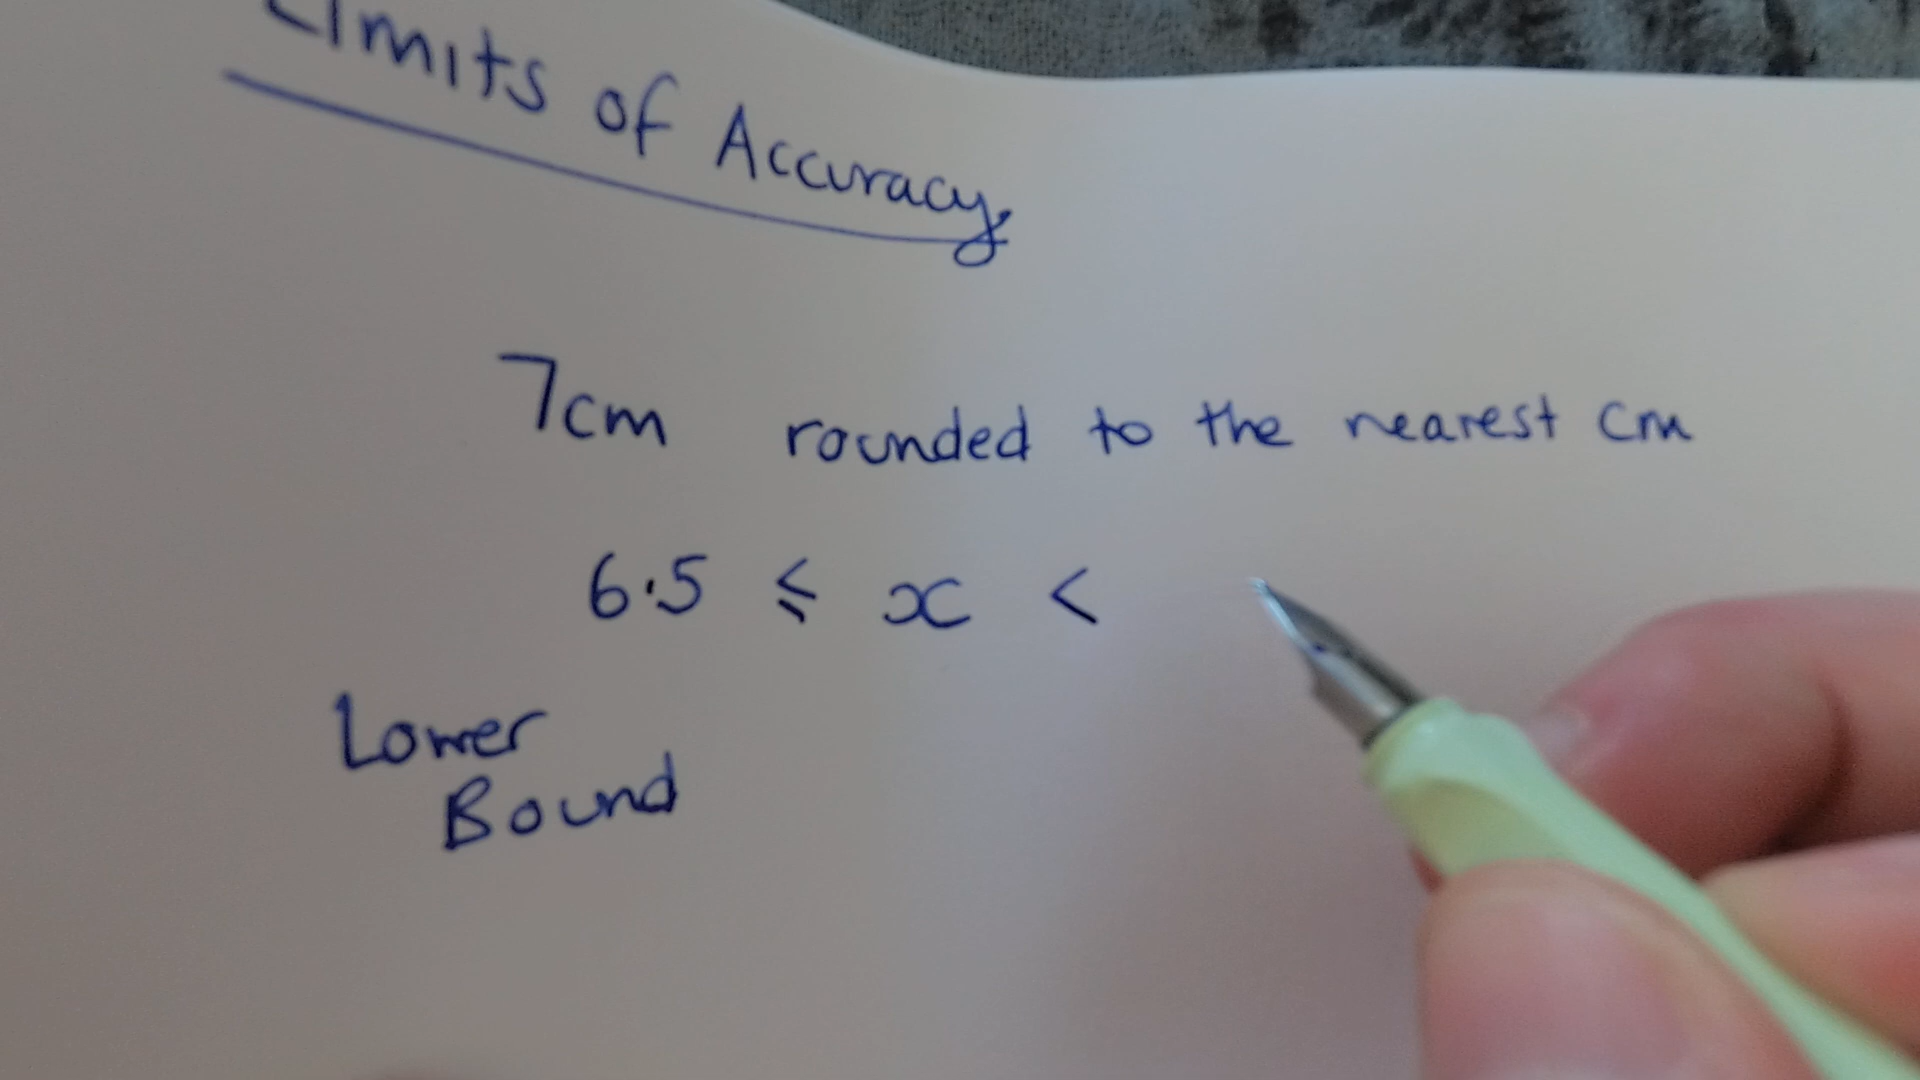 Limits of Accuracy
7cm rounded to the nearest cm
6.5 ≤ x <
Lower
Bound